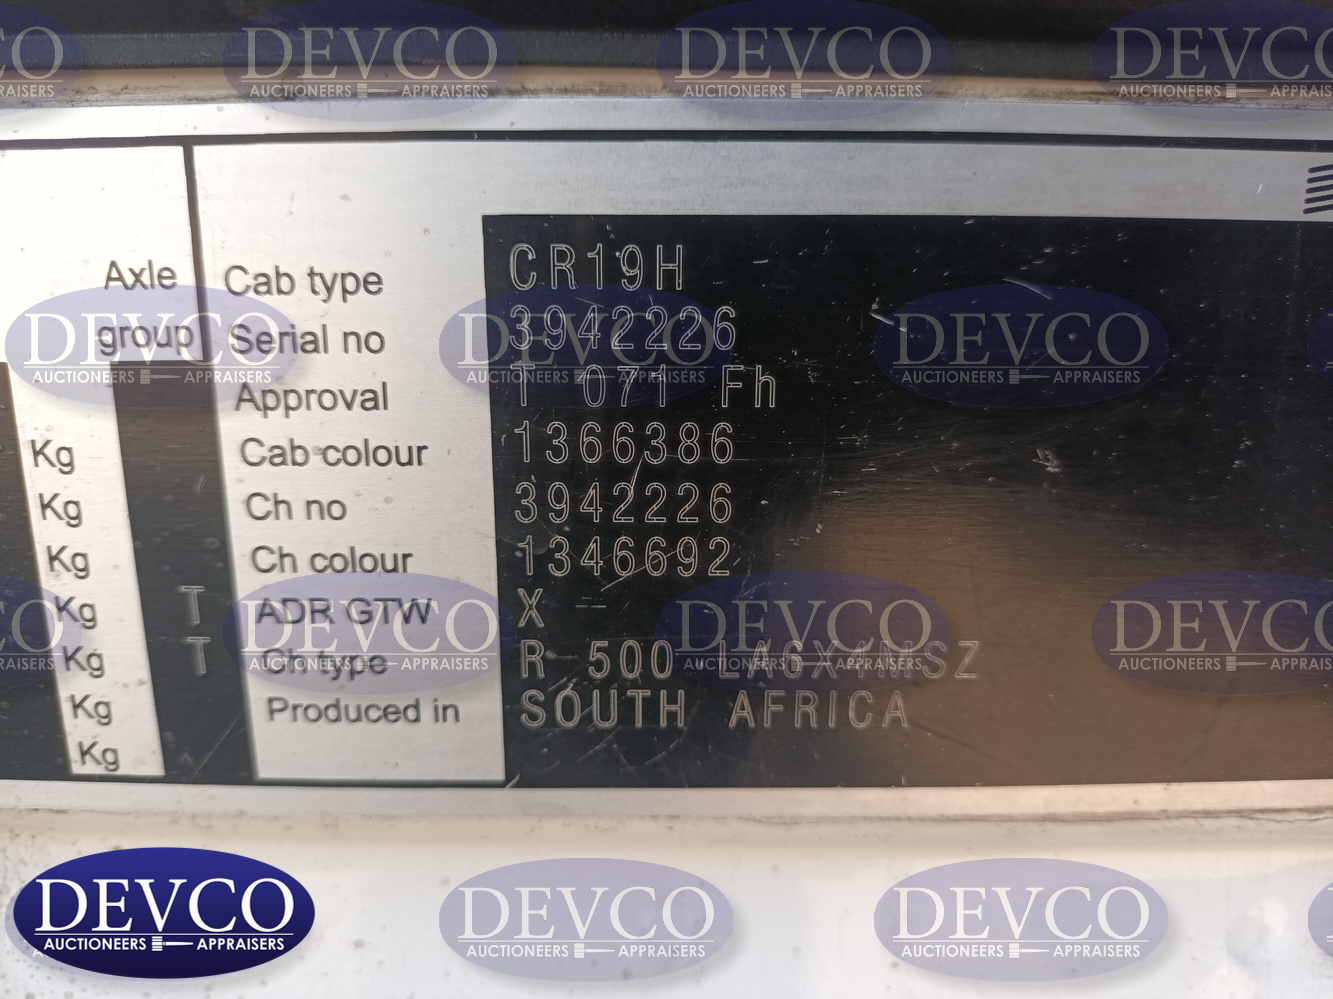 Axle
group
Kg
Kg
Kg
Kg T
Kg T
Kg
Kg
Cab type CR19H
Serial no 3942226
Approval T 071 Fh
Cab colour 1366386
Ch no 3942226
Ch colour 1346692
ADR GTW X
Ch type R 500 LA6X4MSZ
Produced in SOUTH AFRICA
DEVCO
AUCTIONEERS APPRAISERS